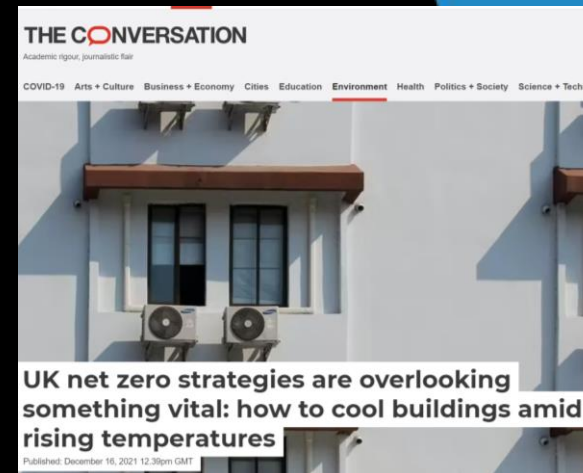 THE CONVERSATION
Academic rigour, journalistic flair
COVID-19 Arts + Culture Business + Economy Cities Education Environment Health Politics + Society Science + Tech
UK net zero strategies are overlooking
something vital: how to cool buildings amid
rising temperatures
Published: December 16, 2021 12.39pm GMT